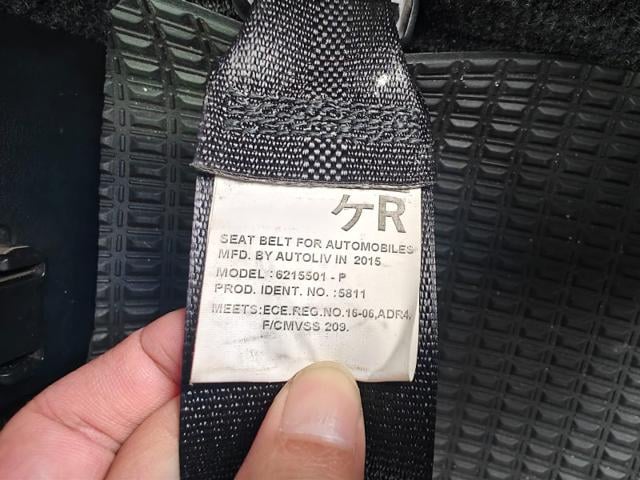 ケR
SEAT BELT FOR AUTOMOBILES
MFD. BY AUTOLIV IN 2015
MODEL :6215501 - P
PROD. IDENT. NO. :5811
MEETS:ECE.REG.NO.16-06,ADR4,
F/CMVSS 209.